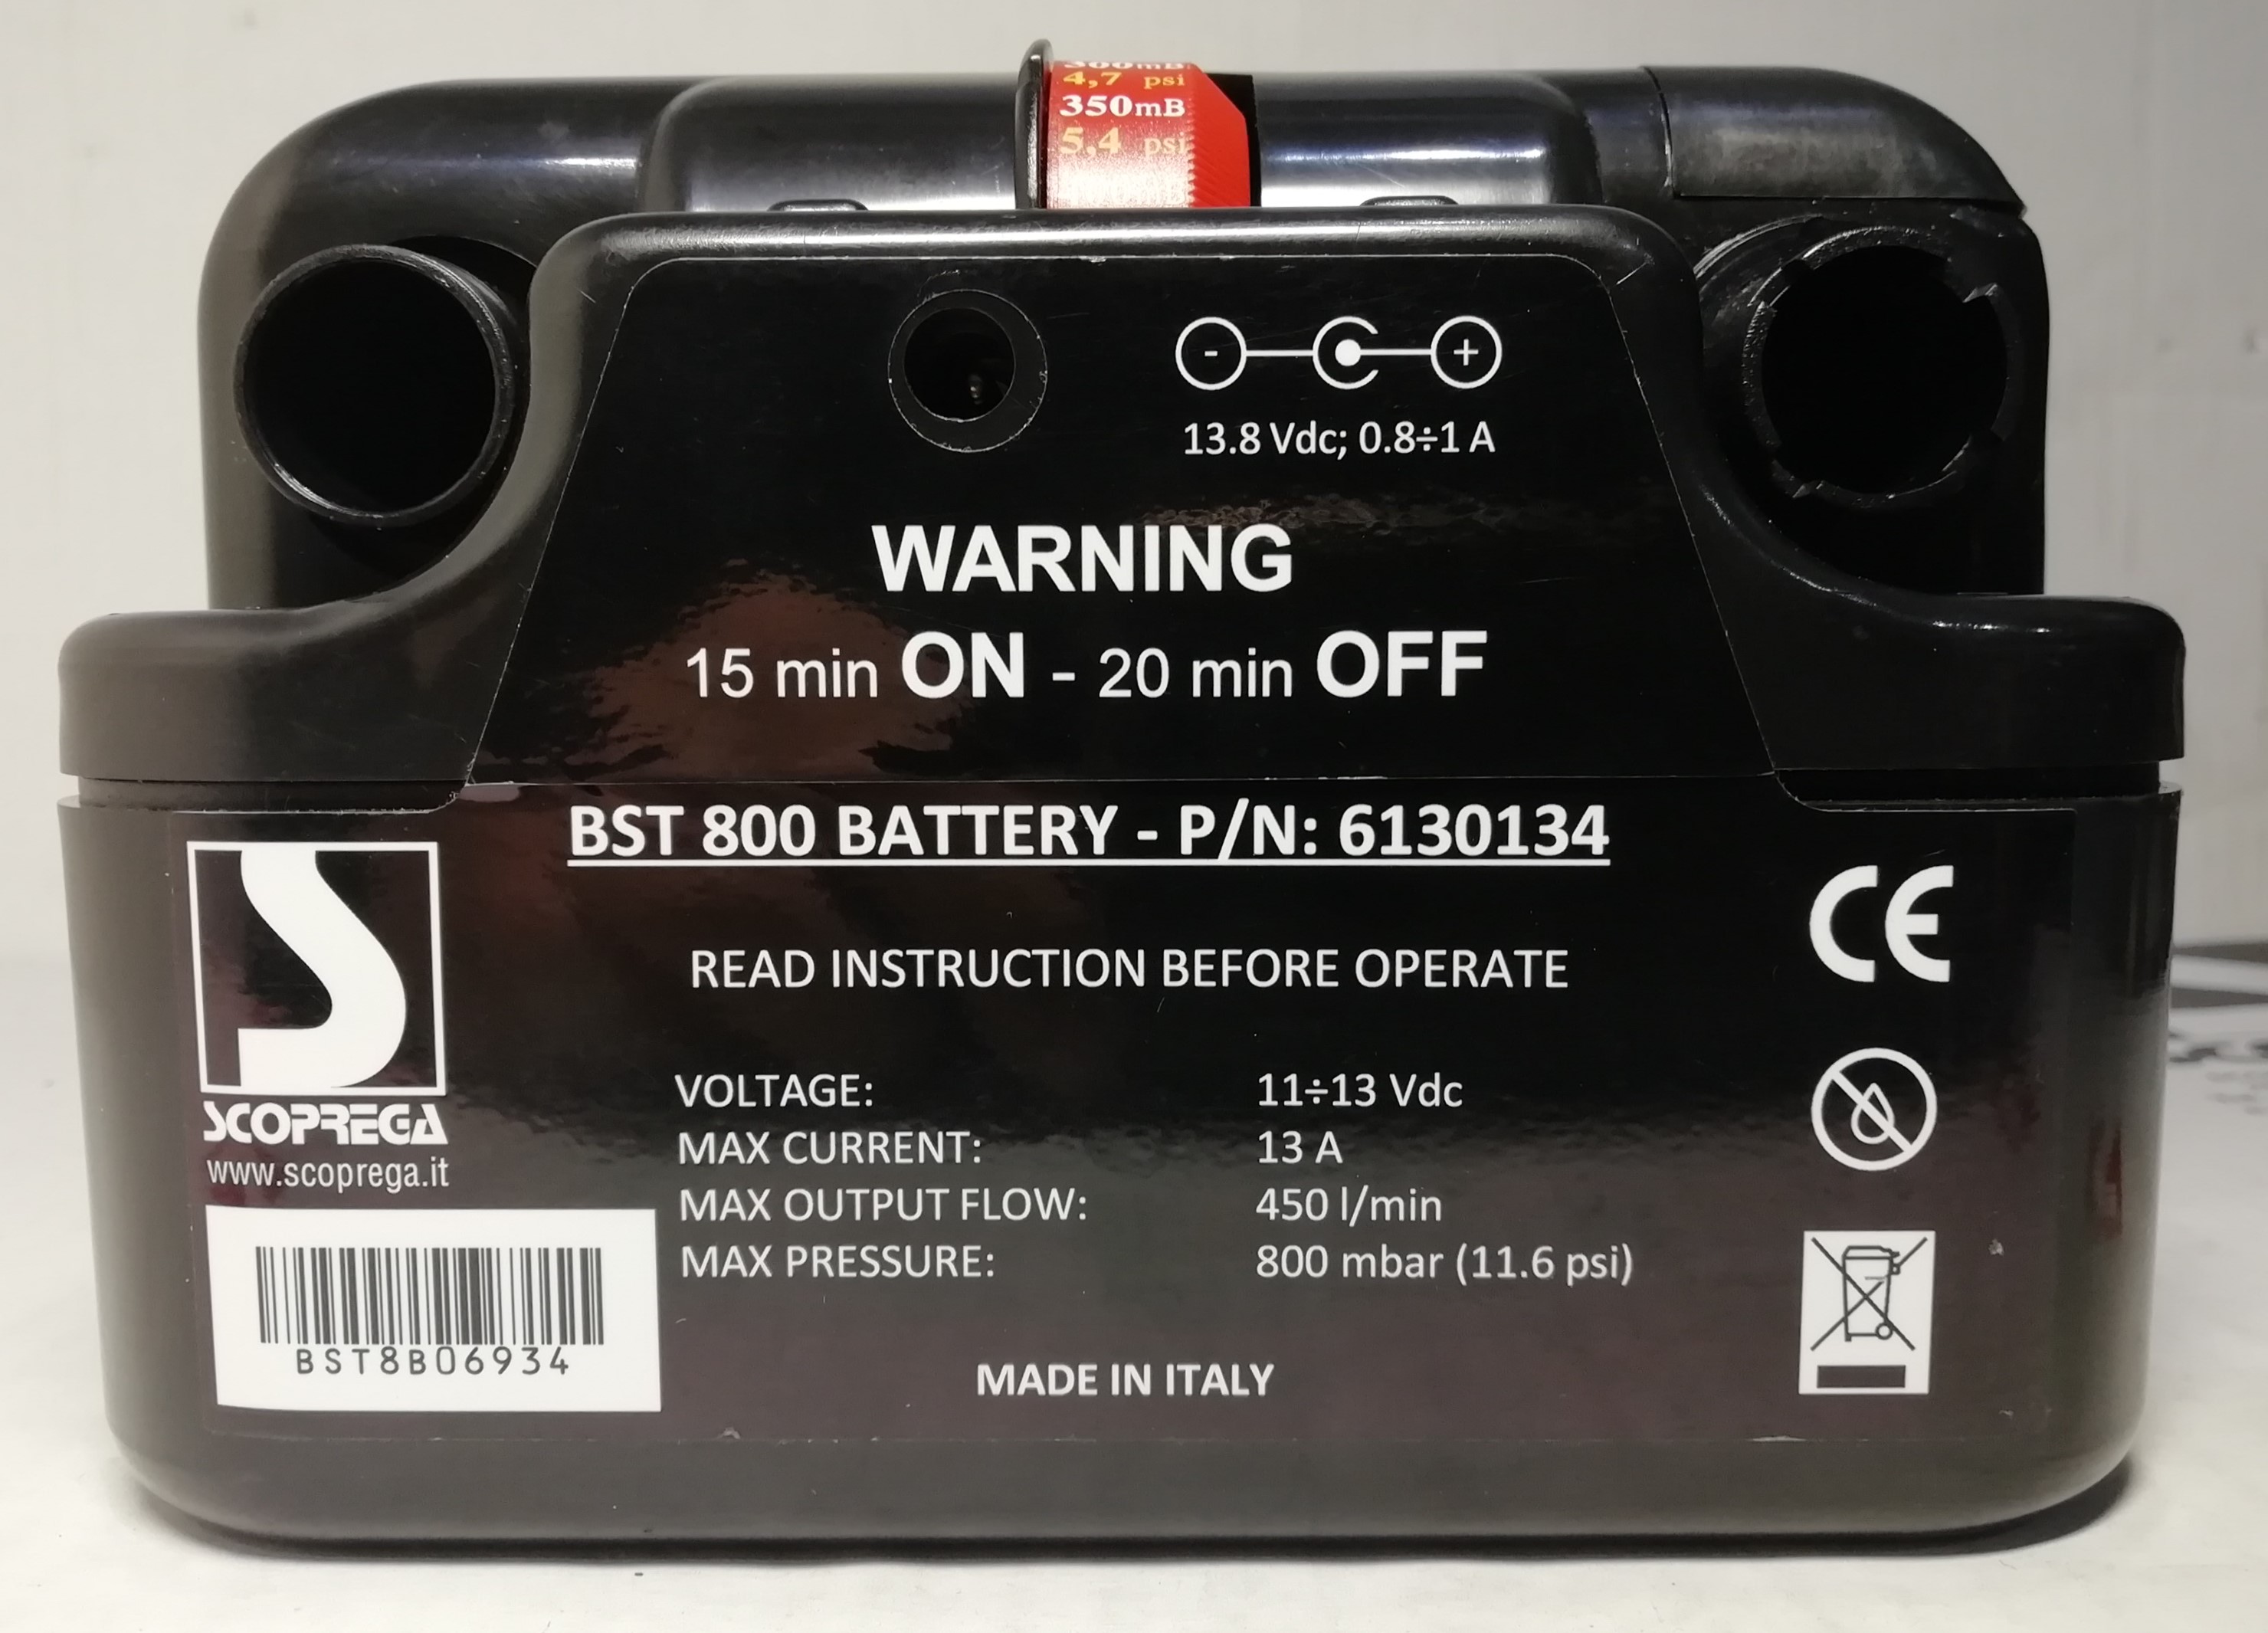 300mB
4,7 psi
350mB
5.4 psi
- +
13.8 Vdc; 0.8÷1 A
WARNING
15 min ON - 20 min OFF
BST 800 BATTERY - P/N: 6130134
CE
READ INSTRUCTION BEFORE OPERATE
SCOPREGA
www.scoprega.it
VOLTAGE: 11÷13 Vdc
MAX CURRENT: 13 A
MAX OUTPUT FLOW: 450 l/min
MAX PRESSURE: 800 mbar (11.6 psi)
BST8B06934
MADE IN ITALY